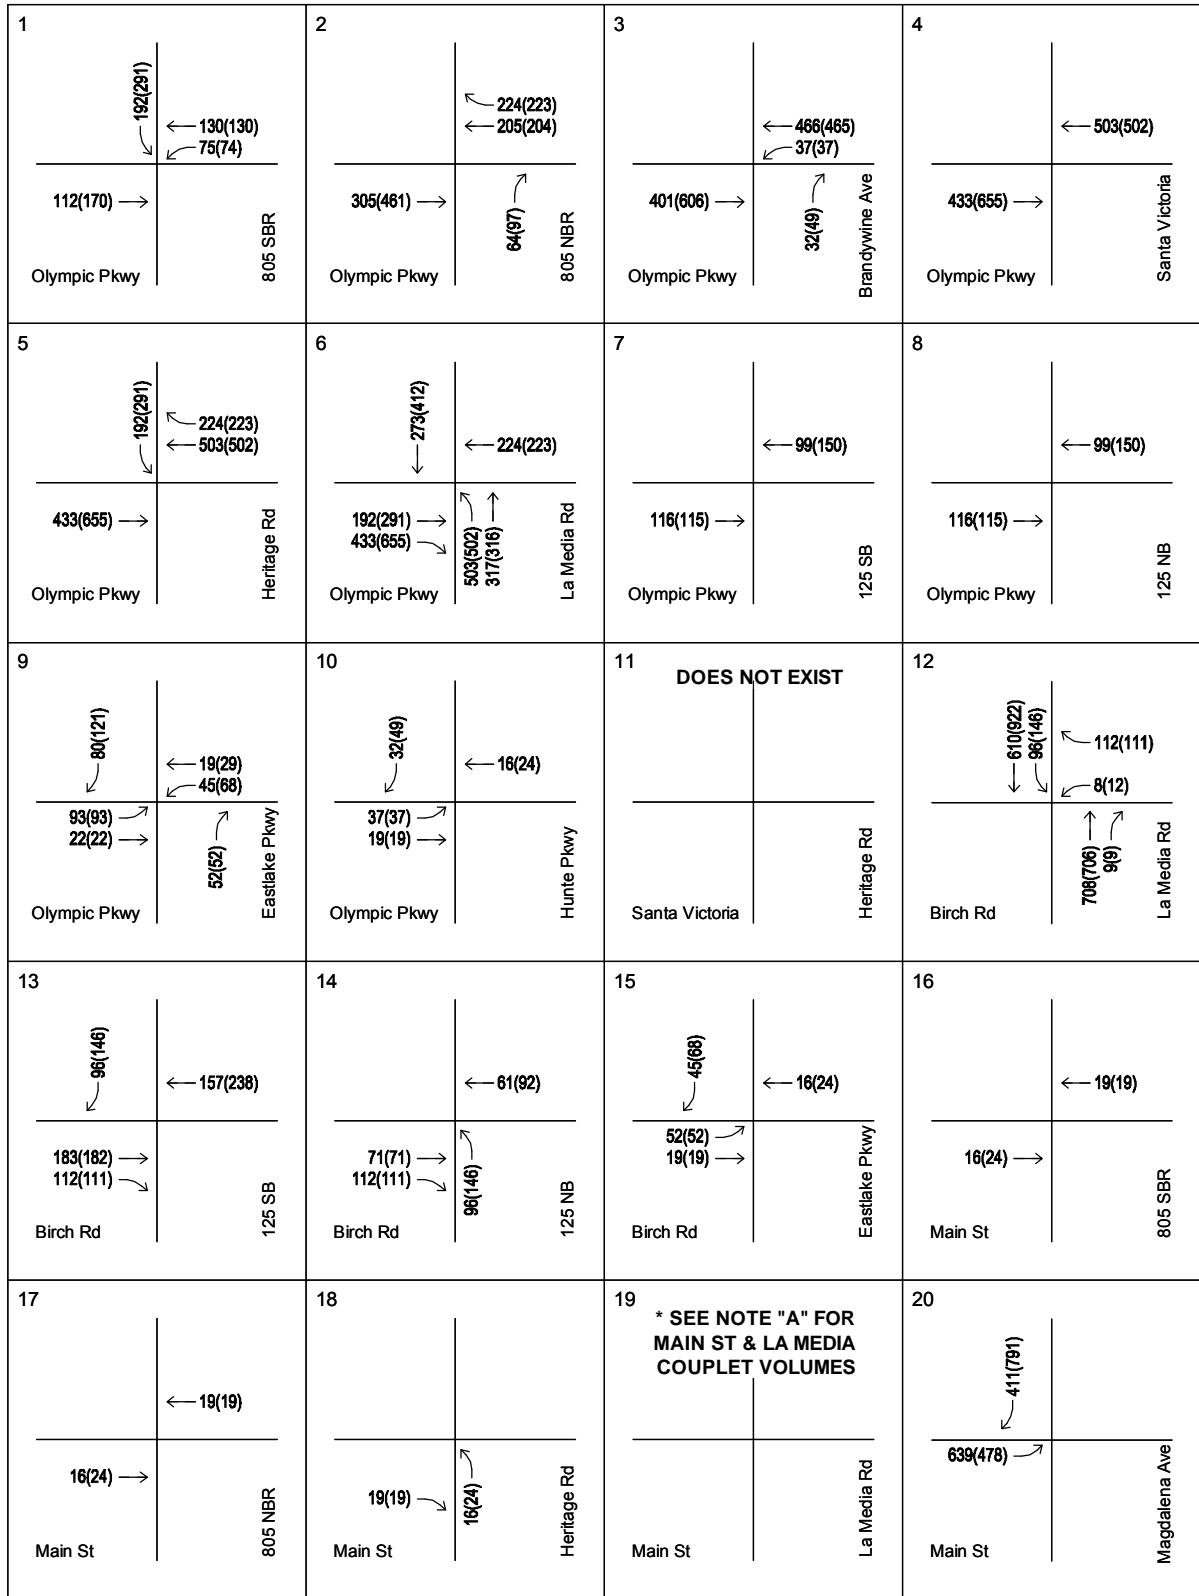 1
192(291)
130(130)
75(74)
112(170)
805 SBR
Olympic Pkwy
2
224(223)
205(204)
305(461)
64(97)
805 NBR
Olympic Pkwy
3
466(465)
37(37)
401(606)
32(49)
Brandywine Ave
Olympic Pkwy
4
503(502)
433(655)
Santa Victoria
Olympic Pkwy
5
192(291)
224(223)
503(502)
433(655)
Heritage Rd
Olympic Pkwy
6
273(412)
224(223)
192(291)
433(655)
503(502)
317(316)
La Media Rd
Olympic Pkwy
7
99(150)
116(115)
125 SB
Olympic Pkwy
8
99(150)
116(115)
125 NB
Olympic Pkwy
9
80(121)
19(29)
45(68)
93(93)
22(22)
52(52)
Eastlake Pkwy
Olympic Pkwy
10
32(49)
16(24)
37(37)
19(19)
Hunte Pkwy
Olympic Pkwy
11
DOES NOT EXIST
Heritage Rd
Santa Victoria
12
610(922)
96(146)
112(111)
8(12)
708(706)
9(9)
La Media Rd
Birch Rd
13
96(146)
157(238)
183(182)
112(111)
125 SB
Birch Rd
14
61(92)
71(71)
112(111)
96(146)
125 NB
Birch Rd
15
45(68)
16(24)
52(52)
19(19)
Eastlake Pkwy
Birch Rd
16
19(19)
16(24)
805 SBR
Main St
17
19(19)
16(24)
805 NBR
Main St
18
19(19)
16(24)
Heritage Rd
Main St
19
* SEE NOTE "A" FOR
MAIN ST & LA MEDIA
COUPLET VOLUMES
La Media Rd
Main St
20
411(791)
639(478)
Magdalena Ave
Main St